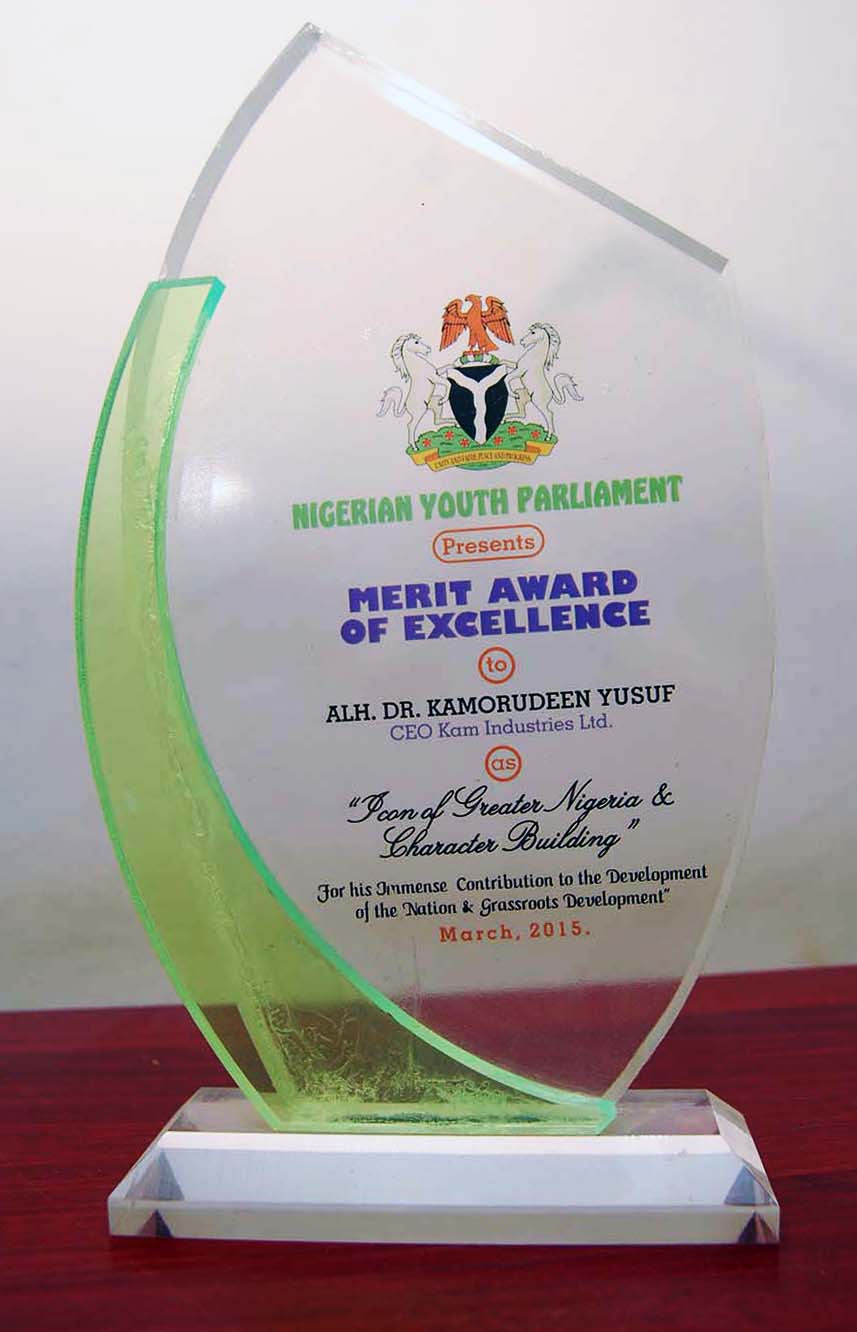 UNITY AND FAITH, PEACE AND PROGRESS
NIGERIAN YOUTH PARLIAMENT
Presents
MERIT AWARD
OF EXCELLENCE
to
ALH. DR. KAMORUDEEN YUSUF
CEO Kam Industries Ltd.
as
"Icon of Greater Nigeria &
Character Building"
For his Immense Contribution to the Development
of the Nation & Grassroots Development"
March, 2015.